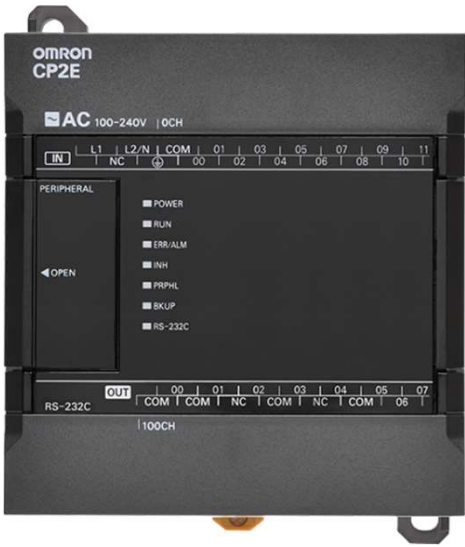 OMRON
CP2E
AC 100-240V 0CH
IN L1 L2/N COM 01 03 05 07 09 11
NC 00 02 04 06 08 10
PERIPHERAL
POWER
RUN
ERR/ALM
◀OPEN
INH
PRPHL
BKUP
RS-232C
OUT 00 01 02 03 04 05 07
RS-232C COM COM NC COM NC COM 06
100CH